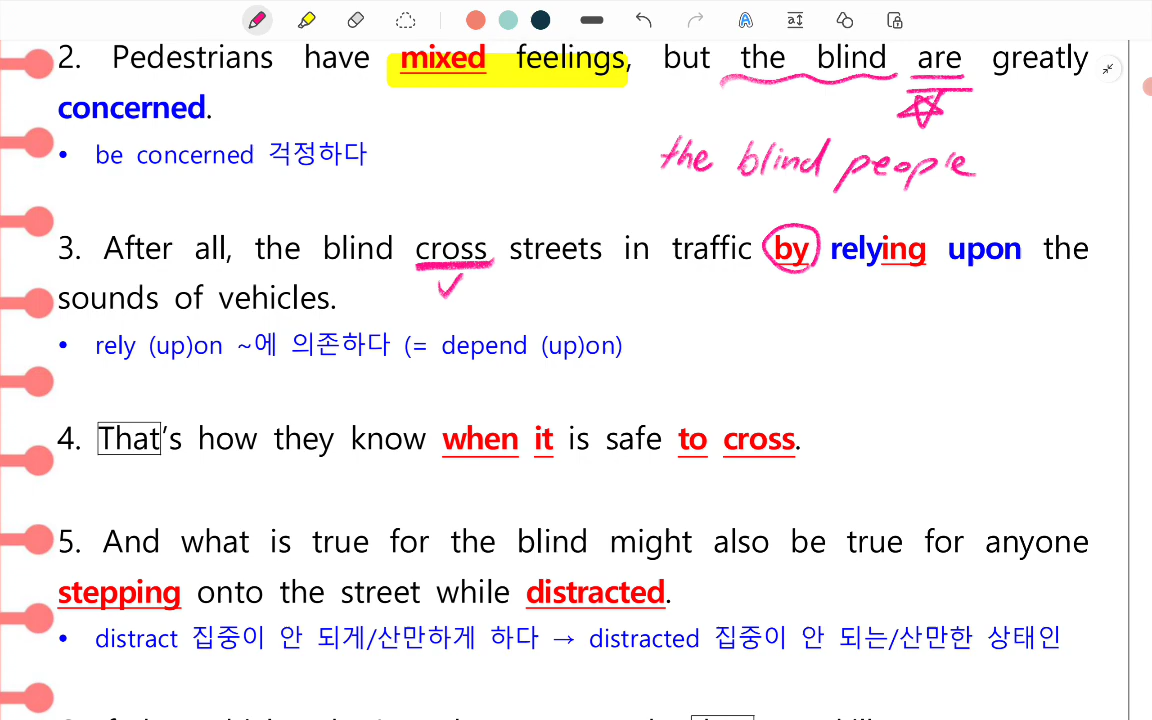 2. Pedestrians have mixed feelings, but the blind are greatly
concerned.
• be concerned 걱정하다
the blind people
3. After all, the blind cross streets in traffic by relying upon the
sounds of vehicles.
• rely (up)on ~에 의존하다 (= depend (up)on)
4. That's how they know when it is safe to cross.
5. And what is true for the blind might also be true for anyone
stepping onto the street while distracted.
• distract 집중이 안 되게/산만하게 하다 → distracted 집중이 안 되는/산만한 상태인